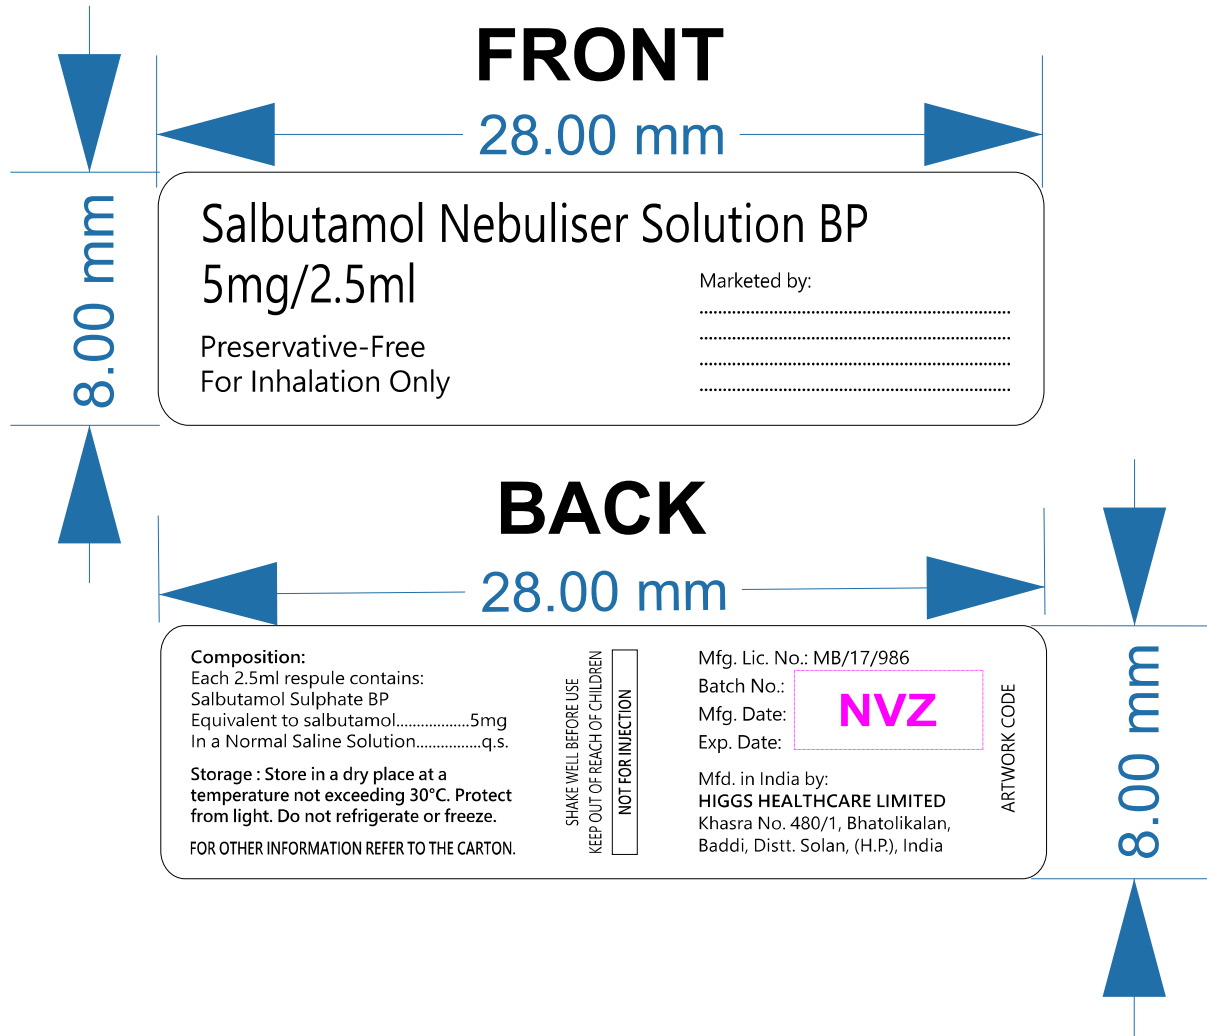 FRONT
28.00 mm
8.00 mm
Salbutamol Nebuliser Solution BP
5mg/2.5ml
Preservative-Free
For Inhalation Only
Marketed by:
..................................................................
..................................................................
..................................................................
..................................................................
BACK
28.00 mm
8.00 mm
Composition:
Each 2.5ml respule contains:
Salbutamol Sulphate BP
Equivalent to salbutamol..................5mg
In a Normal Saline Solution................q.s.
Storage : Store in a dry place at a
temperature not exceeding 30°C. Protect
from light. Do not refrigerate or freeze.
FOR OTHER INFORMATION REFER TO THE CARTON.
SHAKE WELL BEFORE USE
KEEP OUT OF REACH OF CHILDREN
NOT FOR INJECTION
Mfg. Lic. No.: MB/17/986
Batch No.:
Mfg. Date:
Exp. Date:
NVZ
Mfd. in India by:
HIGGS HEALTHCARE LIMITED
Khasra No. 480/1, Bhatolikalan,
Baddi, Distt. Solan, (H.P.), India
ARTWORK CODE